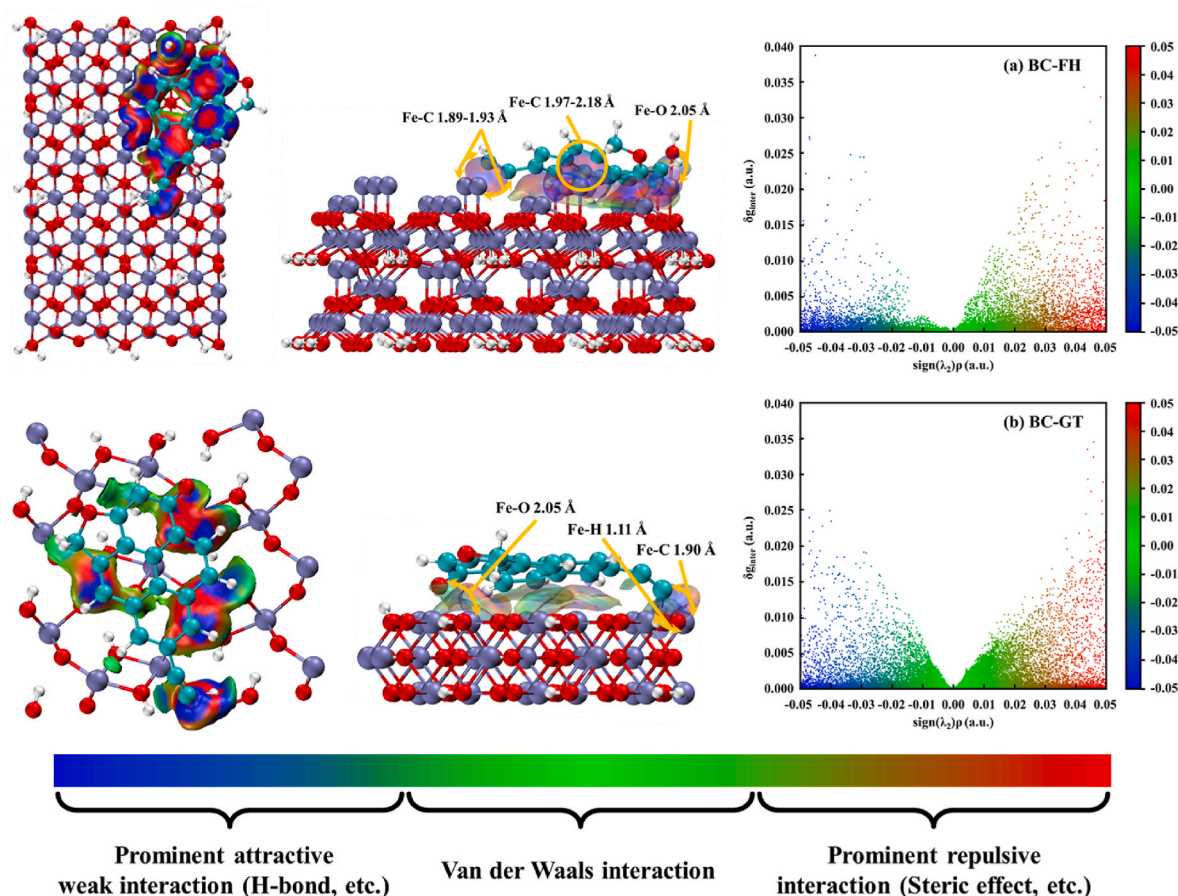 Fe-C 1.89-1.93 Å
Fe-C 1.97-2.18 Å
Fe-O 2.05 Å
(a) BC-FH
δg_inter (a.u.)
0.040
0.035
0.030
0.025
0.020
0.015
0.010
0.005
0.000
-0.05 -0.04 -0.03 -0.02 -0.01 0.00 0.01 0.02 0.03 0.04 0.05
sign(λ₂)ρ (a.u.)
0.05
0.04
0.03
0.02
0.01
0.00
-0.01
-0.02
-0.03
-0.04
-0.05
Fe-O 2.05 Å
Fe-H 1.11 Å
Fe-C 1.90 Å
(b) BC-GT
δg_inter (a.u.)
0.040
0.035
0.030
0.025
0.020
0.015
0.010
0.005
0.000
-0.05 -0.04 -0.03 -0.02 -0.01 0.00 0.01 0.02 0.03 0.04 0.05
sign(λ₂)ρ (a.u.)
0.05
0.04
0.03
0.02
0.01
0.00
-0.01
-0.02
-0.03
-0.04
-0.05
Prominent attractive
weak interaction (H-bond, etc.)
Van der Waals interaction
Prominent repulsive
interaction (Steric effect, etc.)